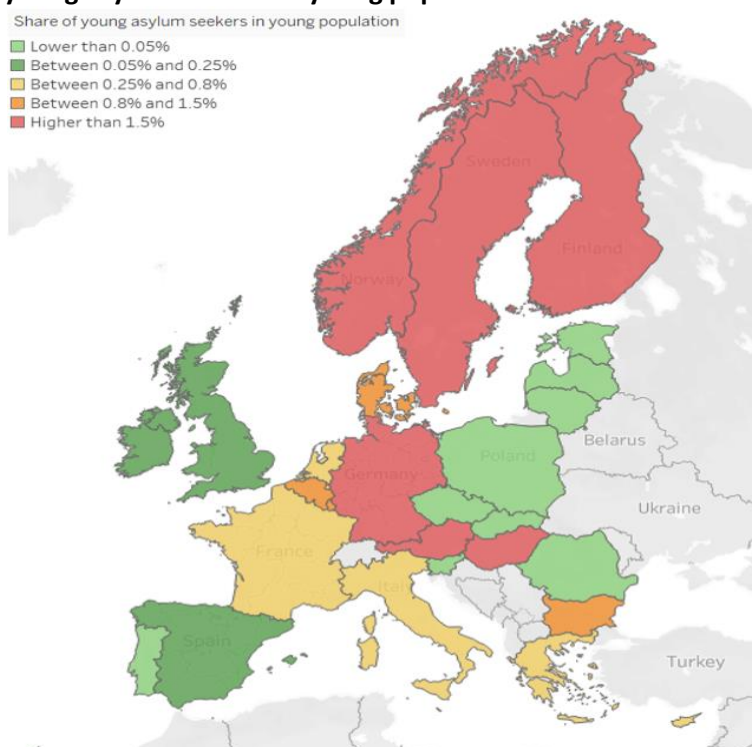 Share of young asylum seekers in young population
Lower than 0.05%
Between 0.05% and 0.25%
Between 0.25% and 0.8%
Between 0.8% and 1.5%
Higher than 1.5%
Sweden
Finland
Norway
Belarus
Poland
Germany
Ukraine
France
Spain
Turkey